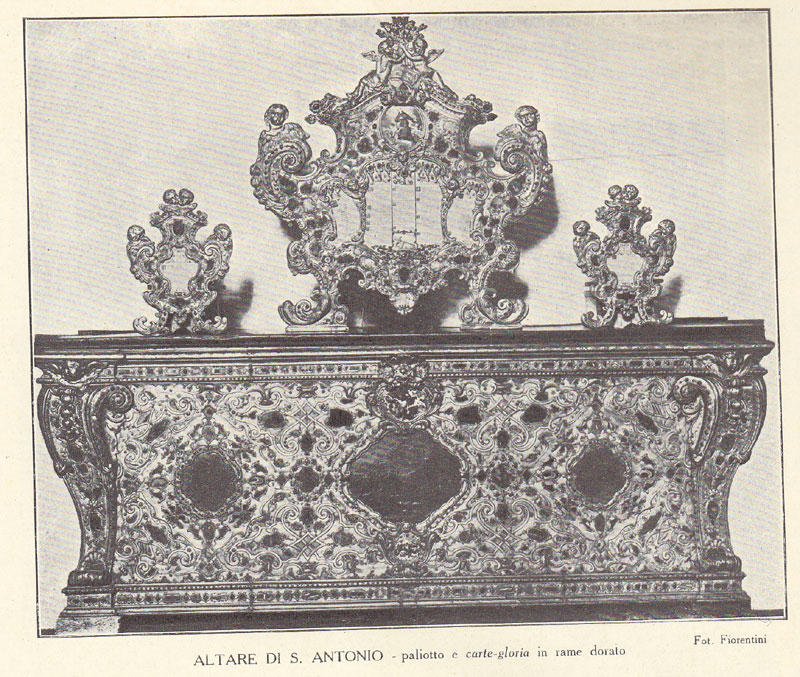 Fot. Fiorentini
ALTARE DI S. ANTONIO - paliotto e carte-gloria in rame dorato